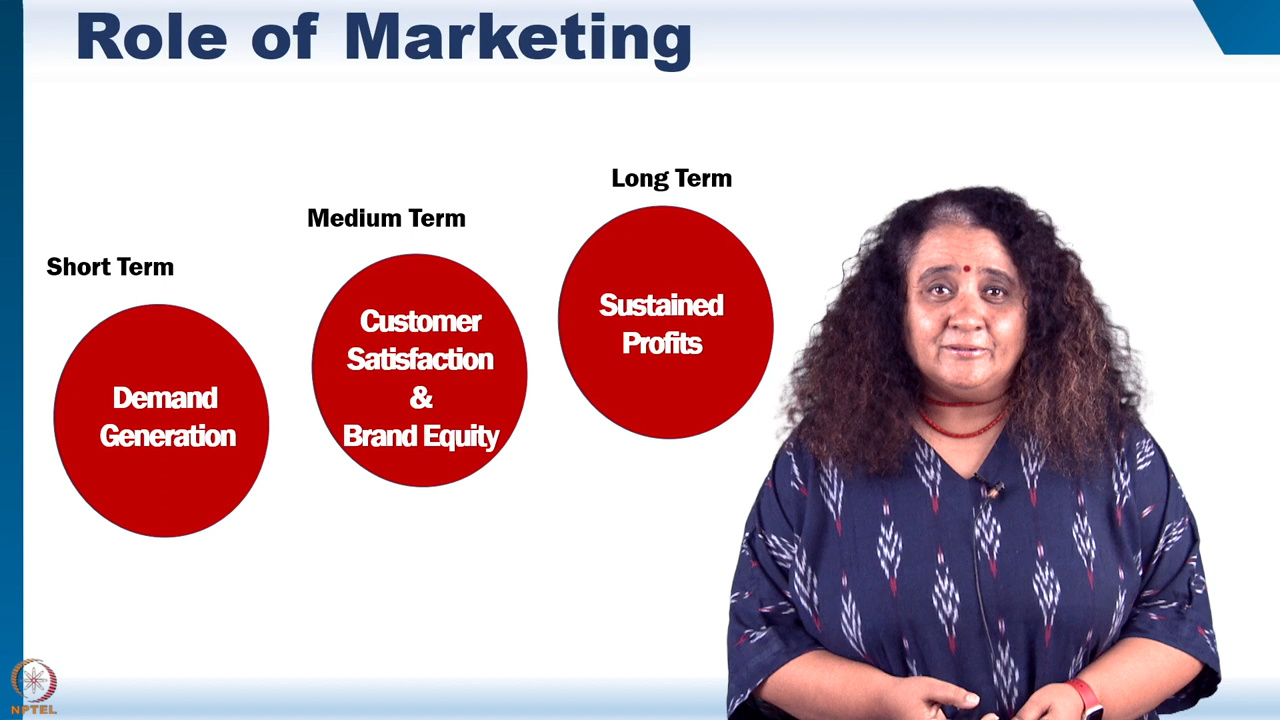 Role of Marketing
Short Term
Demand
Generation
Medium Term
Customer
Satisfaction
&
Brand Equity
Long Term
Sustained
Profits
NPTEL